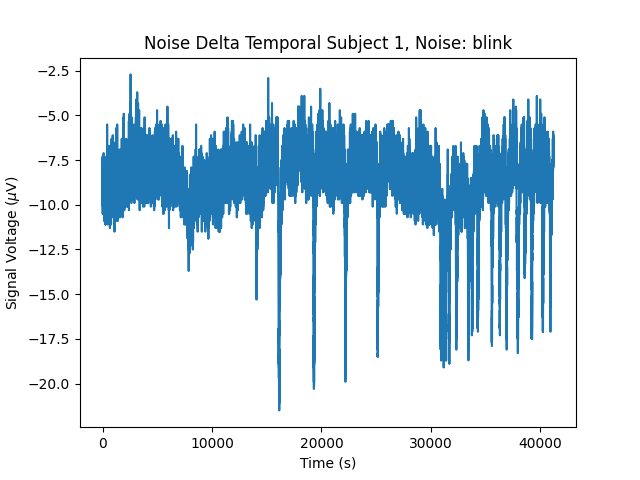 Noise Delta Temporal Subject 1, Noise: blink
Signal Voltage (μV)
−2.5
−5.0
−7.5
−10.0
−12.5
−15.0
−17.5
−20.0
0 10000 20000 30000 40000
Time (s)